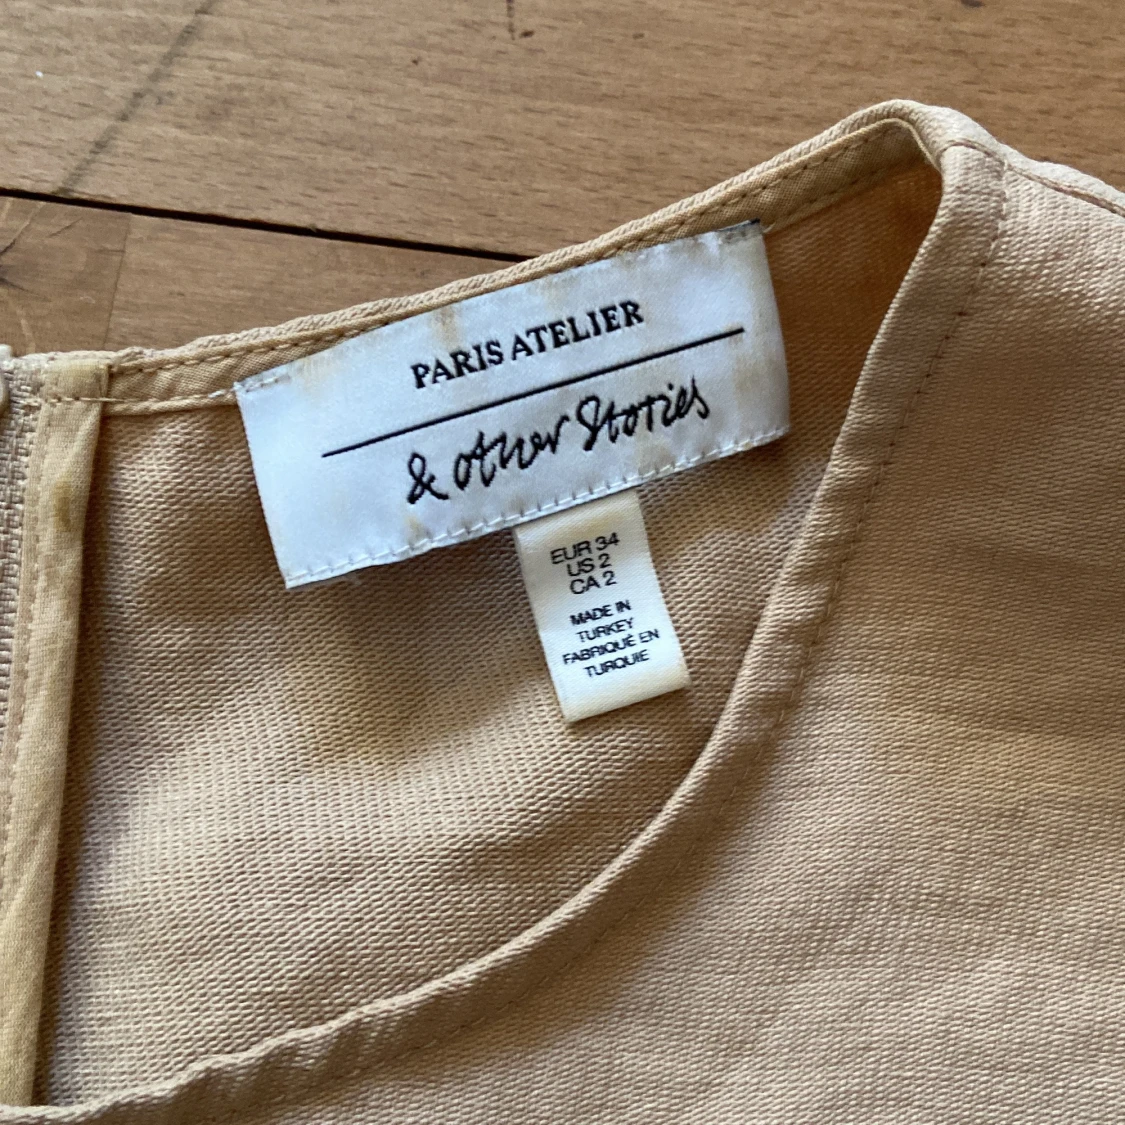 PARIS ATELIER
& other Stories
EUR 34
US 2
CA 2
MADE IN
TURKEY
FABRIQUÉ EN
TURQUIE